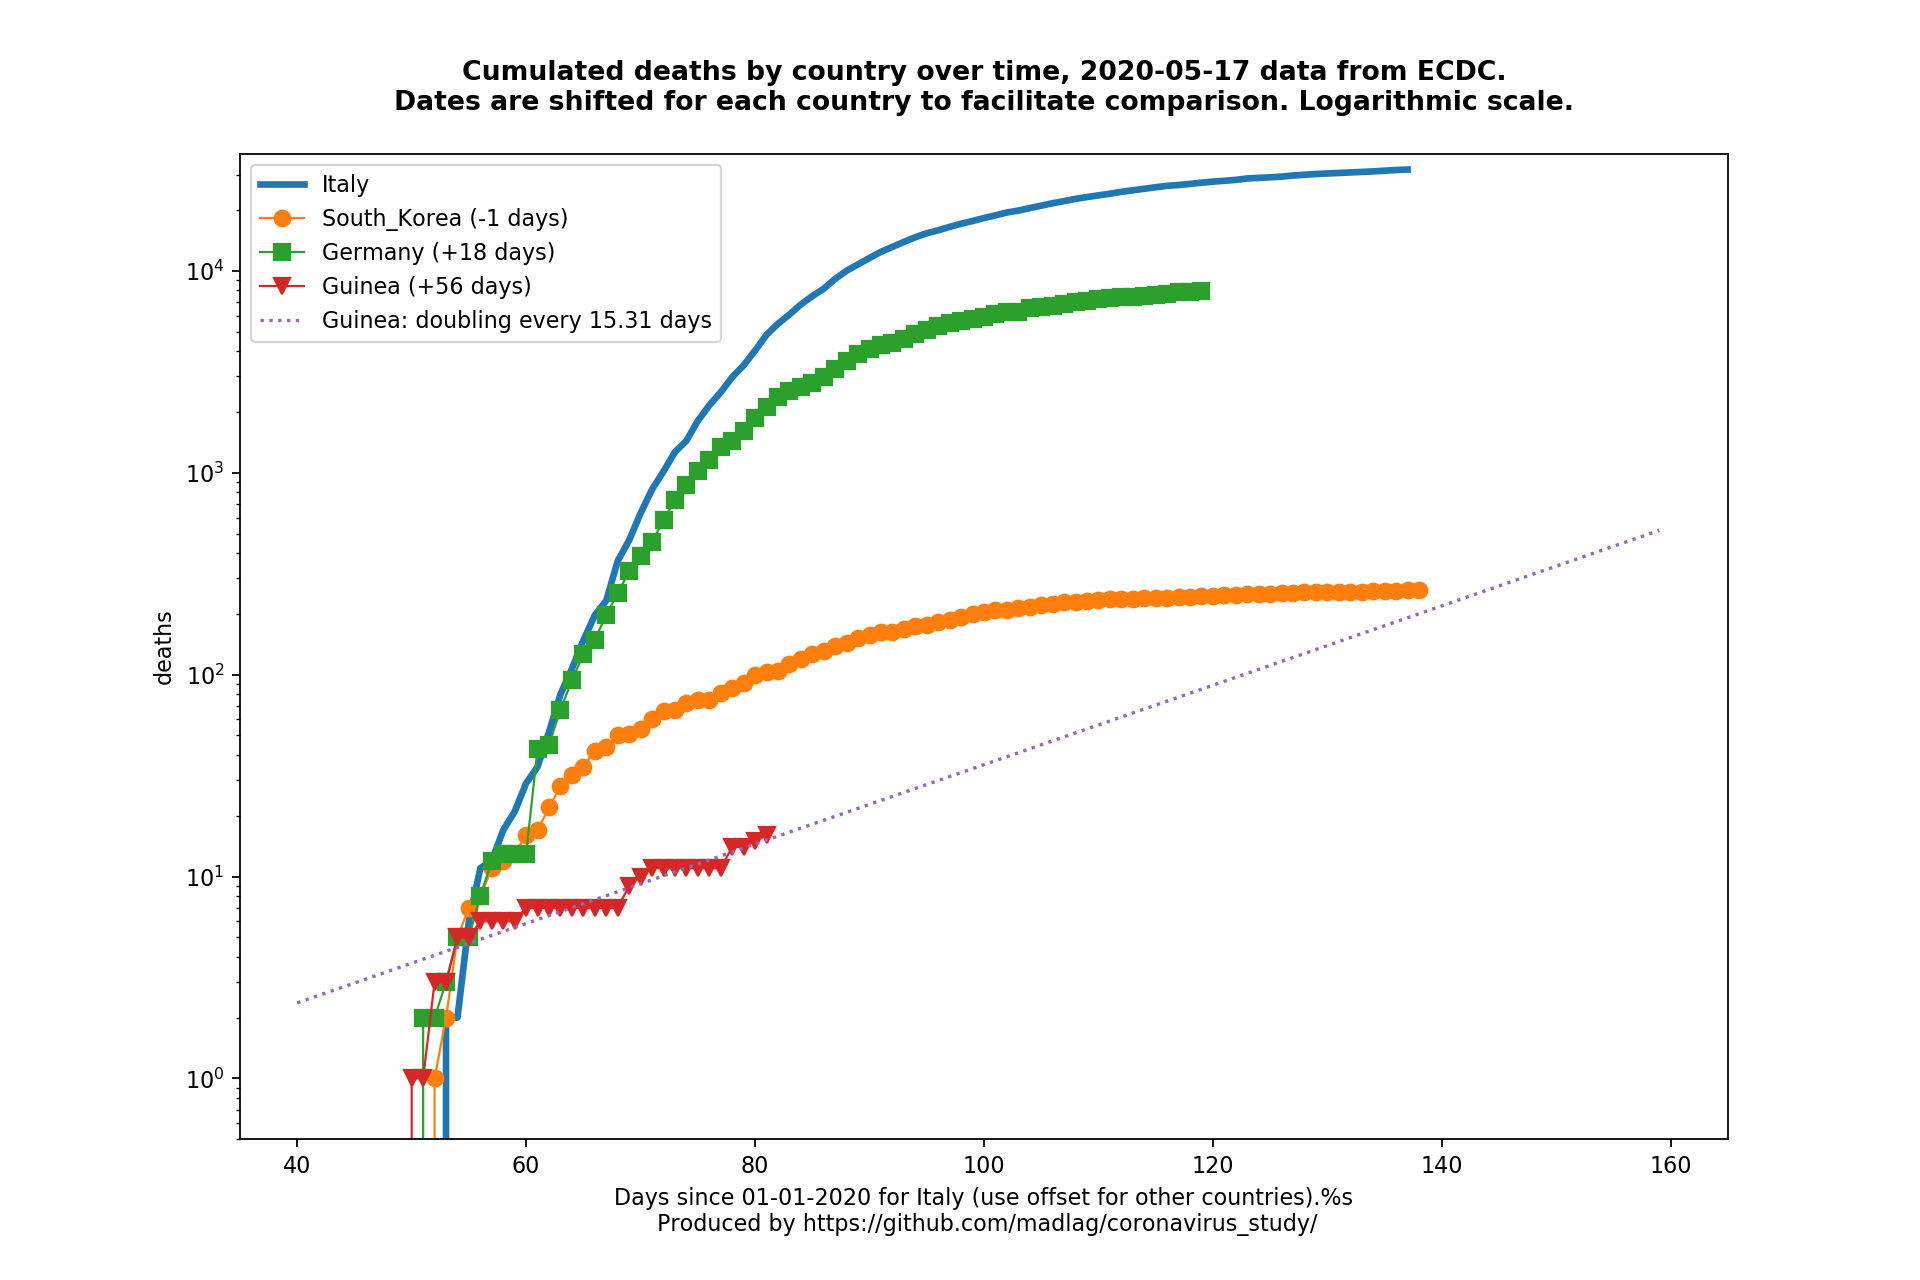 Cumulated deaths by country over time, 2020-05-17 data from ECDC.
Dates are shifted for each country to facilitate comparison. Logarithmic scale.
Italy
South_Korea (-1 days)
Germany (+18 days)
Guinea (+56 days)
Guinea: doubling every 15.31 days
deaths
10⁴
10³
10²
10¹
10⁰
40 60 80 100 120 140 160
Days since 01-01-2020 for Italy (use offset for other countries).%s
Produced by https://github.com/madlag/coronavirus_study/